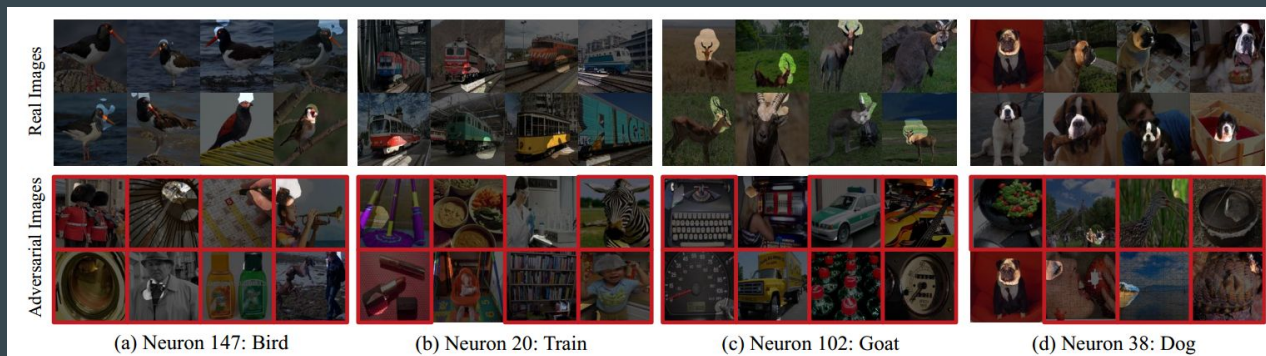 Real Images
Adversarial Images
(a) Neuron 147: Bird
(b) Neuron 20: Train
(c) Neuron 102: Goat
(d) Neuron 38: Dog